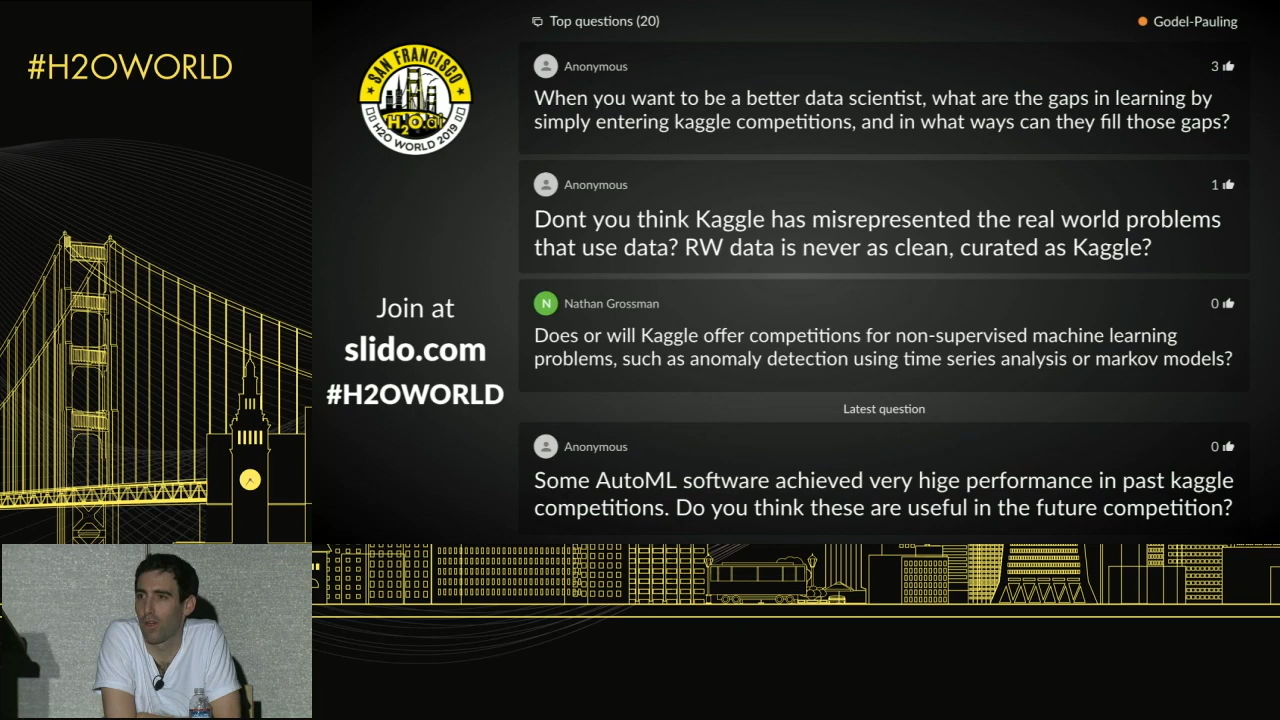 #H2OWORLD
SAN FRANCISCO
H2O.ai
H2O WORLD 2019
Join at
slido.com
#H2OWORLD
Top questions (20)
Godel-Pauling
Anonymous
3
When you want to be a better data scientist, what are the gaps in learning by
simply entering kaggle competitions, and in what ways can they fill those gaps?
Anonymous
1
Dont you think Kaggle has misrepresented the real world problems
that use data? RW data is never as clean, curated as Kaggle?
N
Nathan Grossman
0
Does or will Kaggle offer competitions for non-supervised machine learning
problems, such as anomaly detection using time series analysis or markov models?
Latest question
Anonymous
0
Some AutoML software achieved very hige performance in past kaggle
competitions. Do you think these are useful in the future competition?